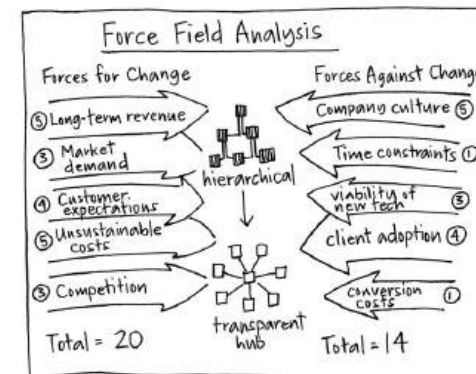 Force Field Analysis
Forces for Change
⑤ Long-term revenue
③ Market
demand
④ Customer
expectations
⑤ Unsustainable
costs
③ Competition
Total = 20
hierarchical
transparent
hub
Forces Against Change
Company culture ⑤
Time constraints ①
viability of
new tech ③
client adoption ④
conversion
costs ①
Total = 14